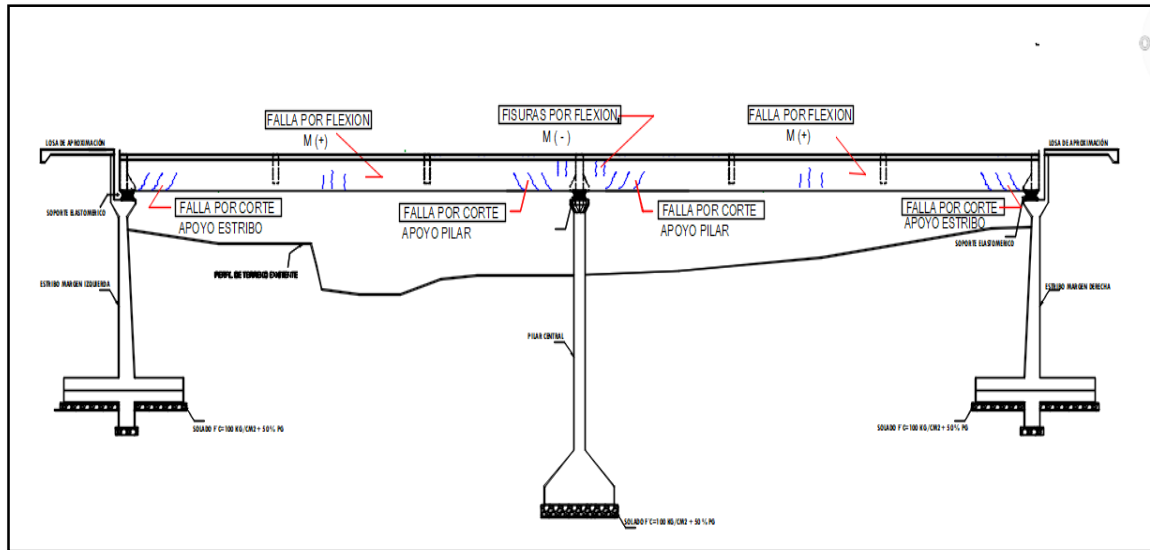 FALLA POR FLEXION
M (+)
FISURAS POR FLEXION
M ( - )
FALLA POR FLEXION
M (+)
LOSA DE APROXIMACIÓN
LOSA DE APROXIMACIÓN
SOPORTE ELASTOMERICO
FALLA POR CORTE
APOYO ESTRIBO
FALLA POR CORTE
APOYO PILAR
FALLA POR CORTE
APOYO PILAR
FALLA POR CORTE
APOYO ESTRIBO
SOPORTE ELASTOMERICO
PERFIL DE TERRENO EXISTENTE
ESTRIBO MARGEN IZQUIERDA
ESTRIBO MARGEN DERECHA
PILAR CENTRAL
SOLADO F'C=100 KG/CM2 + 50 % PG
SOLADO F'C=100 KG/CM2 + 50 % PG
SOLADO F'C=100 KG/CM2 + 50 % PG